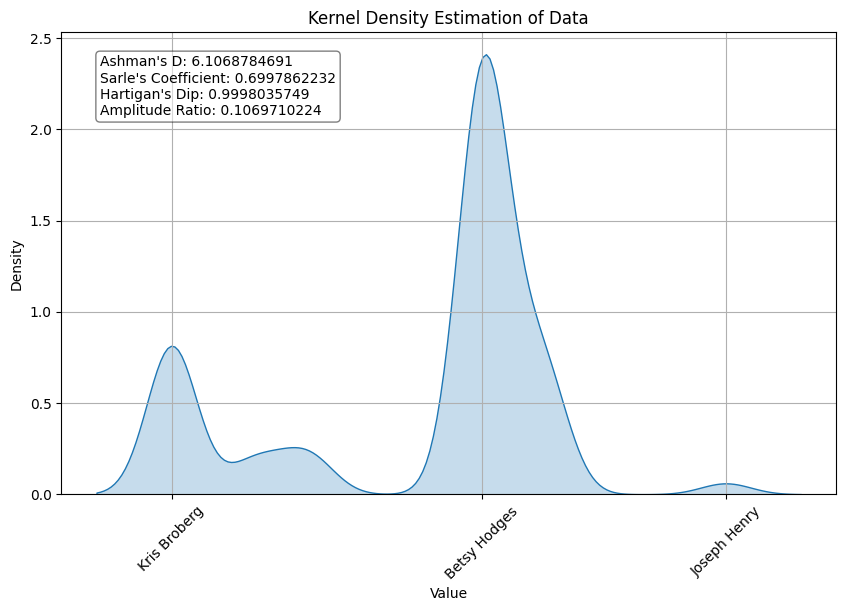 Kernel Density Estimation of Data
Ashman's D: 6.1068784691
Sarle's Coefficient: 0.6997862232
Hartigan's Dip: 0.9998035749
Amplitude Ratio: 0.1069710224
2.5
2.0
1.5
1.0
0.5
0.0
Density
Kris Broberg
Betsy Hodges
Joseph Henry
Value